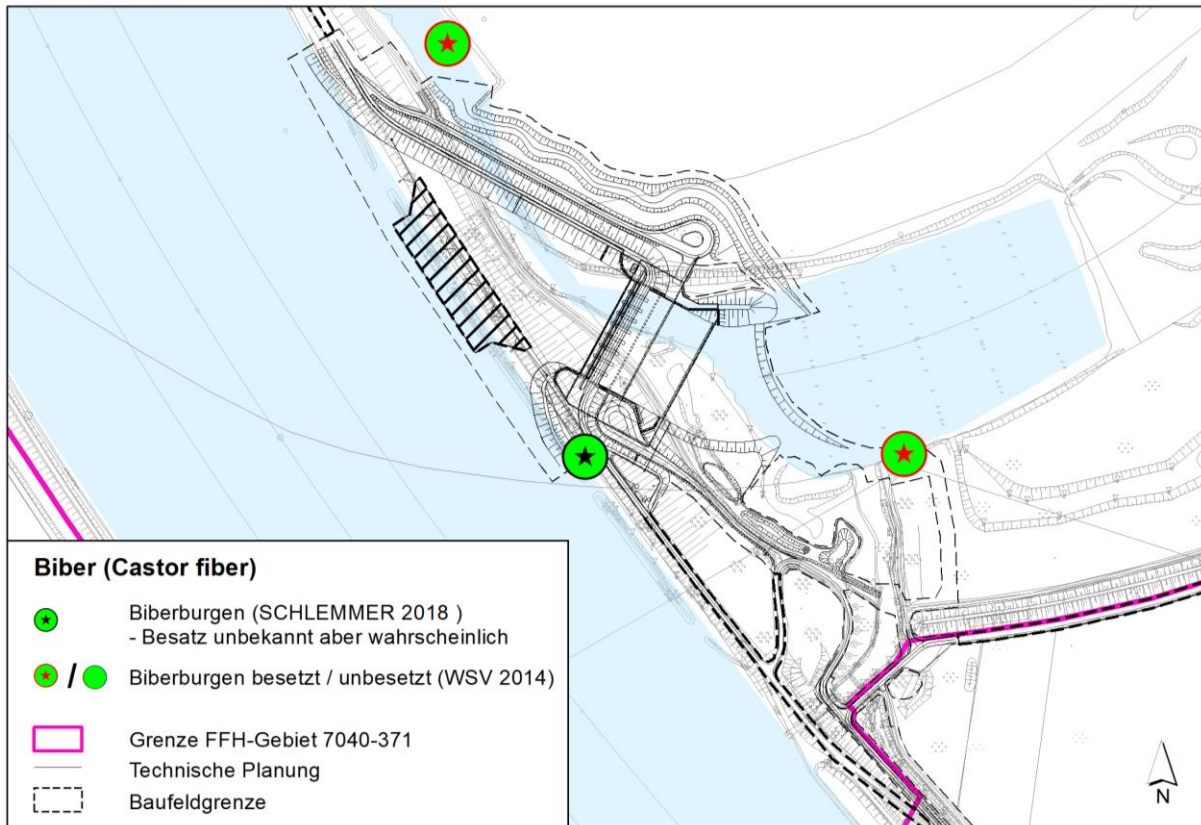 Biber (Castor fiber)
Biberburgen (SCHLEMMER 2018 )
- Besatz unbekannt aber wahrscheinlich
/ Biberburgen besetzt / unbesetzt (WSV 2014)
Grenze FFH-Gebiet 7040-371
Technische Planung
Baufeldgrenze
N